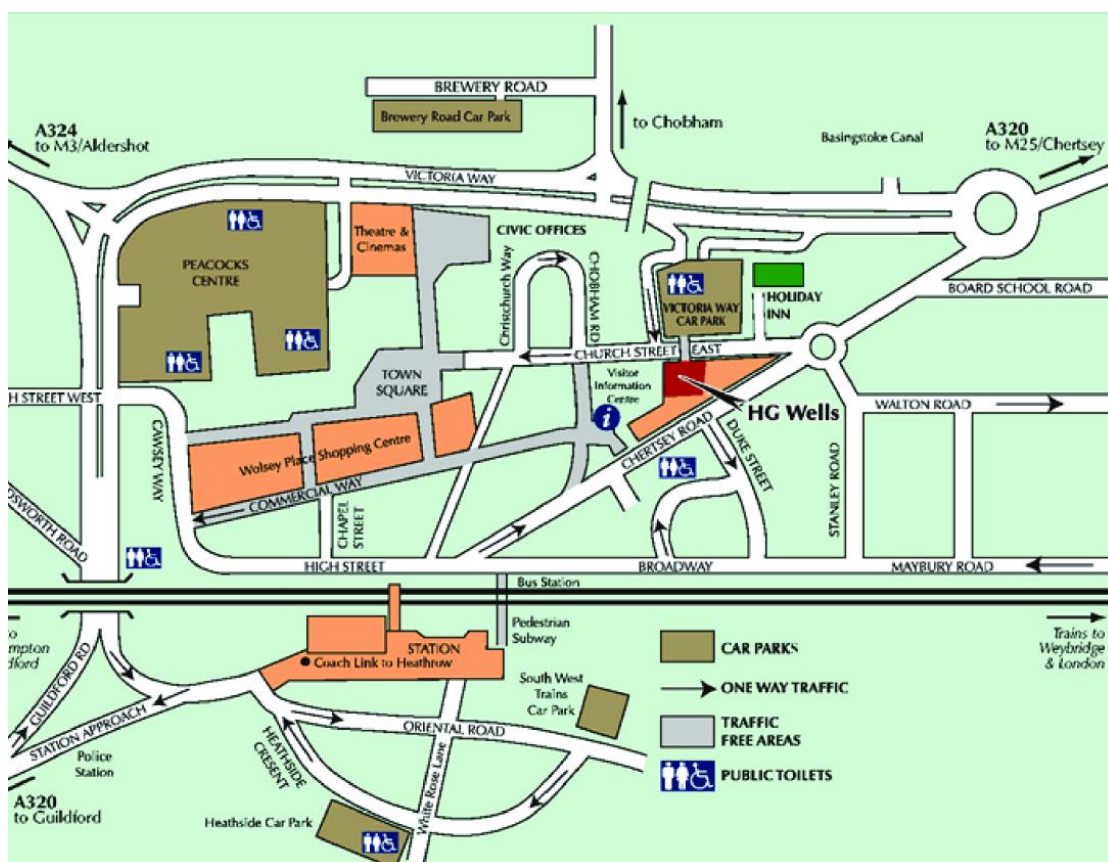 BREWERY ROAD
Brewery Road Car Park
to Chobham
Basingstoke Canal
A324
to M3/Aldershot
A320
to M25/Chertsey
VICTORIA WAY
Theatre &
Cinemas
CIVIC OFFICES
PEACOCKS
CENTRE
Christchurch Way
CHOBHAM RD
VICTORIA WAY
CAR PARK
HOLIDAY
INN
BOARD SCHOOL ROAD
CHURCH STREET EAST
TOWN
SQUARE
Visitor
Information
Centre
i
HG Wells
H STREET WEST
CAWSEY WAY
WALTON ROAD
Wolsey Place Shopping Centre
CHERTSEY ROAD
DUKE STREET
STANLEY ROAD
COMMERCIAL WAY
CHAPEL
STREET
DSWORTH ROAD
HIGH STREET
BROADWAY
MAYBURY ROAD
Bus Station
Pedestrian
Subway
to
mpton
dford
Trains to
Weybridge
& London
STATION
Coach Link to Heathrow
GUILDFORD RD
STATION APPROACH
Police
Station
A320
to Guildford
HEATHSIDE
CRESENT
ORIENTAL ROAD
White Rose Lane
South West
Trains
Car Park
Heathside Car Park
CAR PARKS
ONE WAY TRAFFIC
TRAFFIC
FREE AREAS
PUBLIC TOILETS